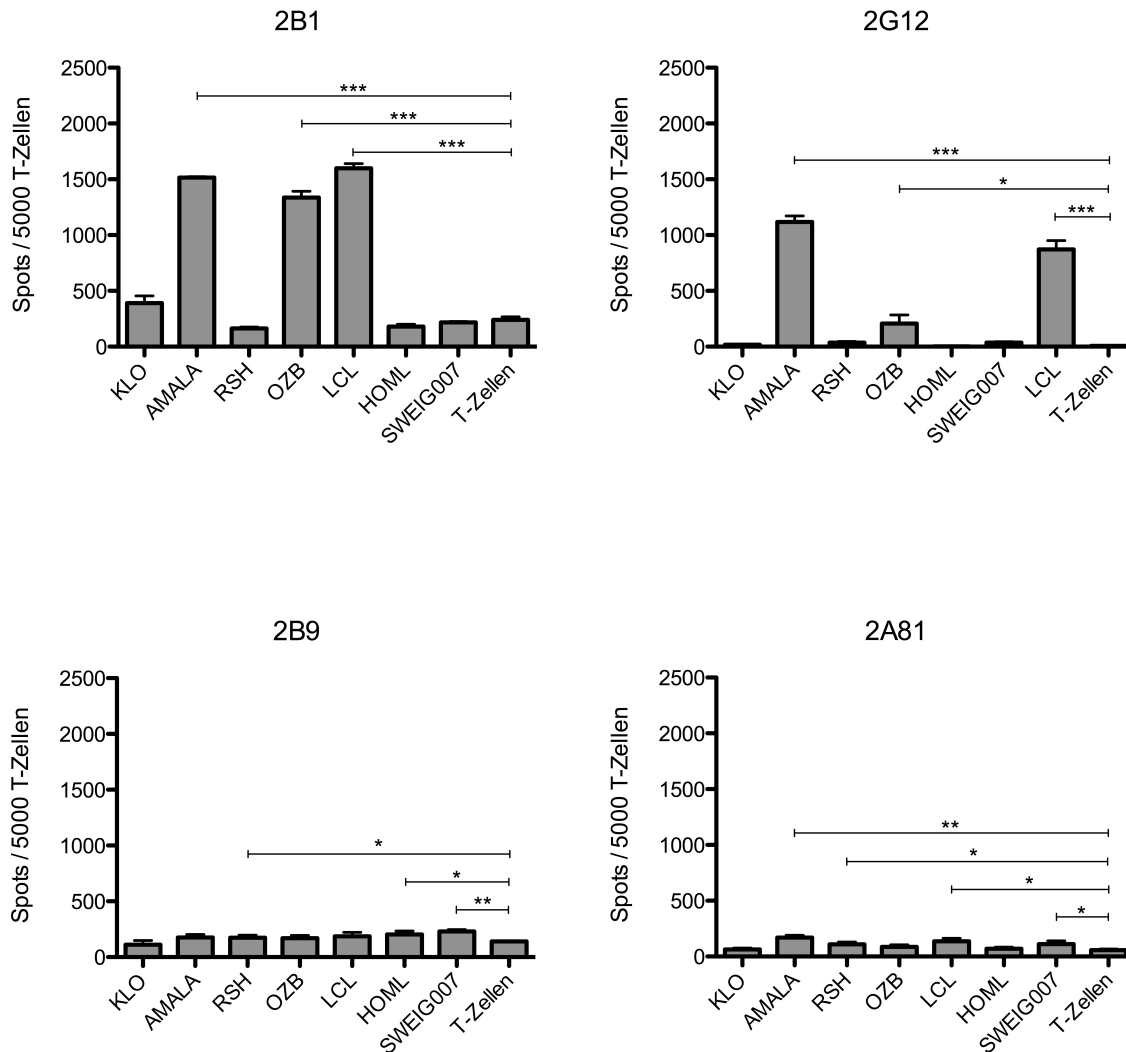 2B1
Spots / 5000 T-Zellen
2500
2000
1500
1000
500
0
***
***
***
KLO
AMALA
RSH
OZB
LCL
HOML
SWEIG007
T-Zellen
2G12
Spots / 5000 T-Zellen
2500
2000
1500
1000
500
0
***
*
***
KLO
AMALA
RSH
OZB
HOML
SWEIG007
LCL
T-Zellen
2B9
Spots / 5000 T-Zellen
2500
2000
1500
1000
500
0
*
*
**
KLO
AMALA
RSH
OZB
LCL
HOML
SWEIG007
T-Zellen
2A81
Spots / 5000 T-Zellen
2500
2000
1500
1000
500
0
**
*
*
*
KLO
AMALA
RSH
OZB
LCL
HOML
SWEIG007
T-Zellen